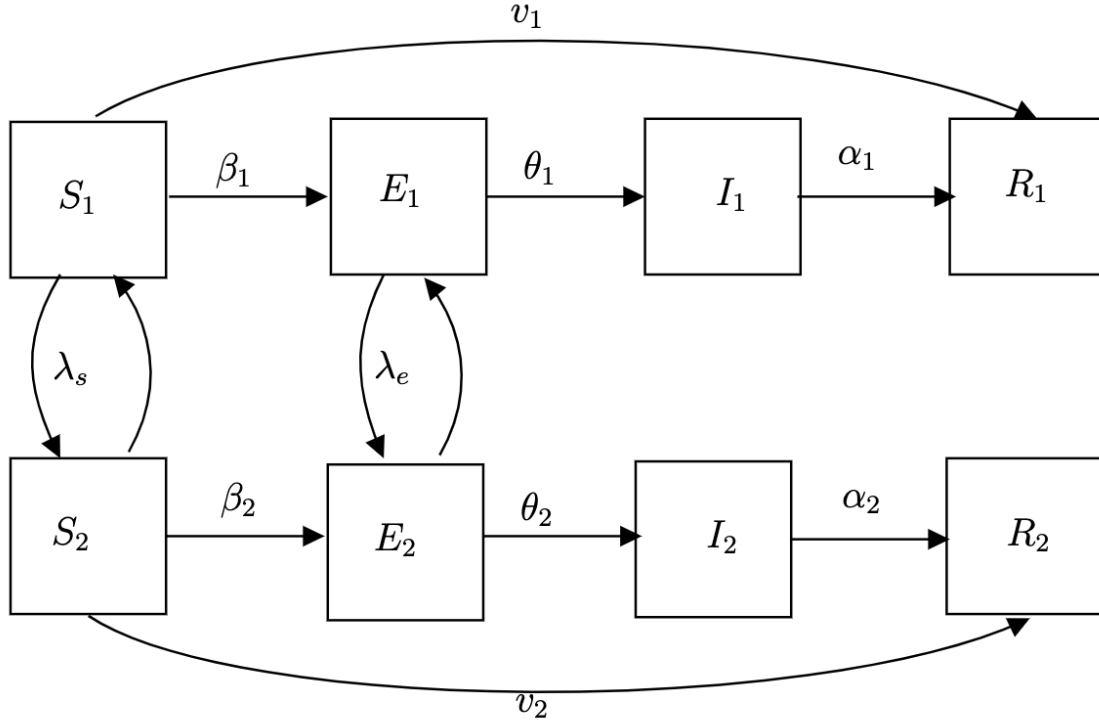 v₁
S₁ β₁ E₁ θ₁ I₁ α₁ R₁
λₛ λₑ
S₂ β₂ E₂ θ₂ I₂ α₂ R₂
v₂